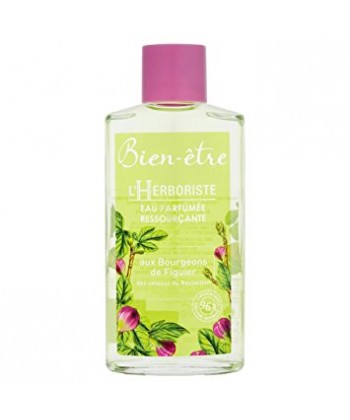 Bien-être
L'HERBORISTE
EAU PARFUMÉE
RESSOURÇANTE
aux Bourgeons
de Figuier